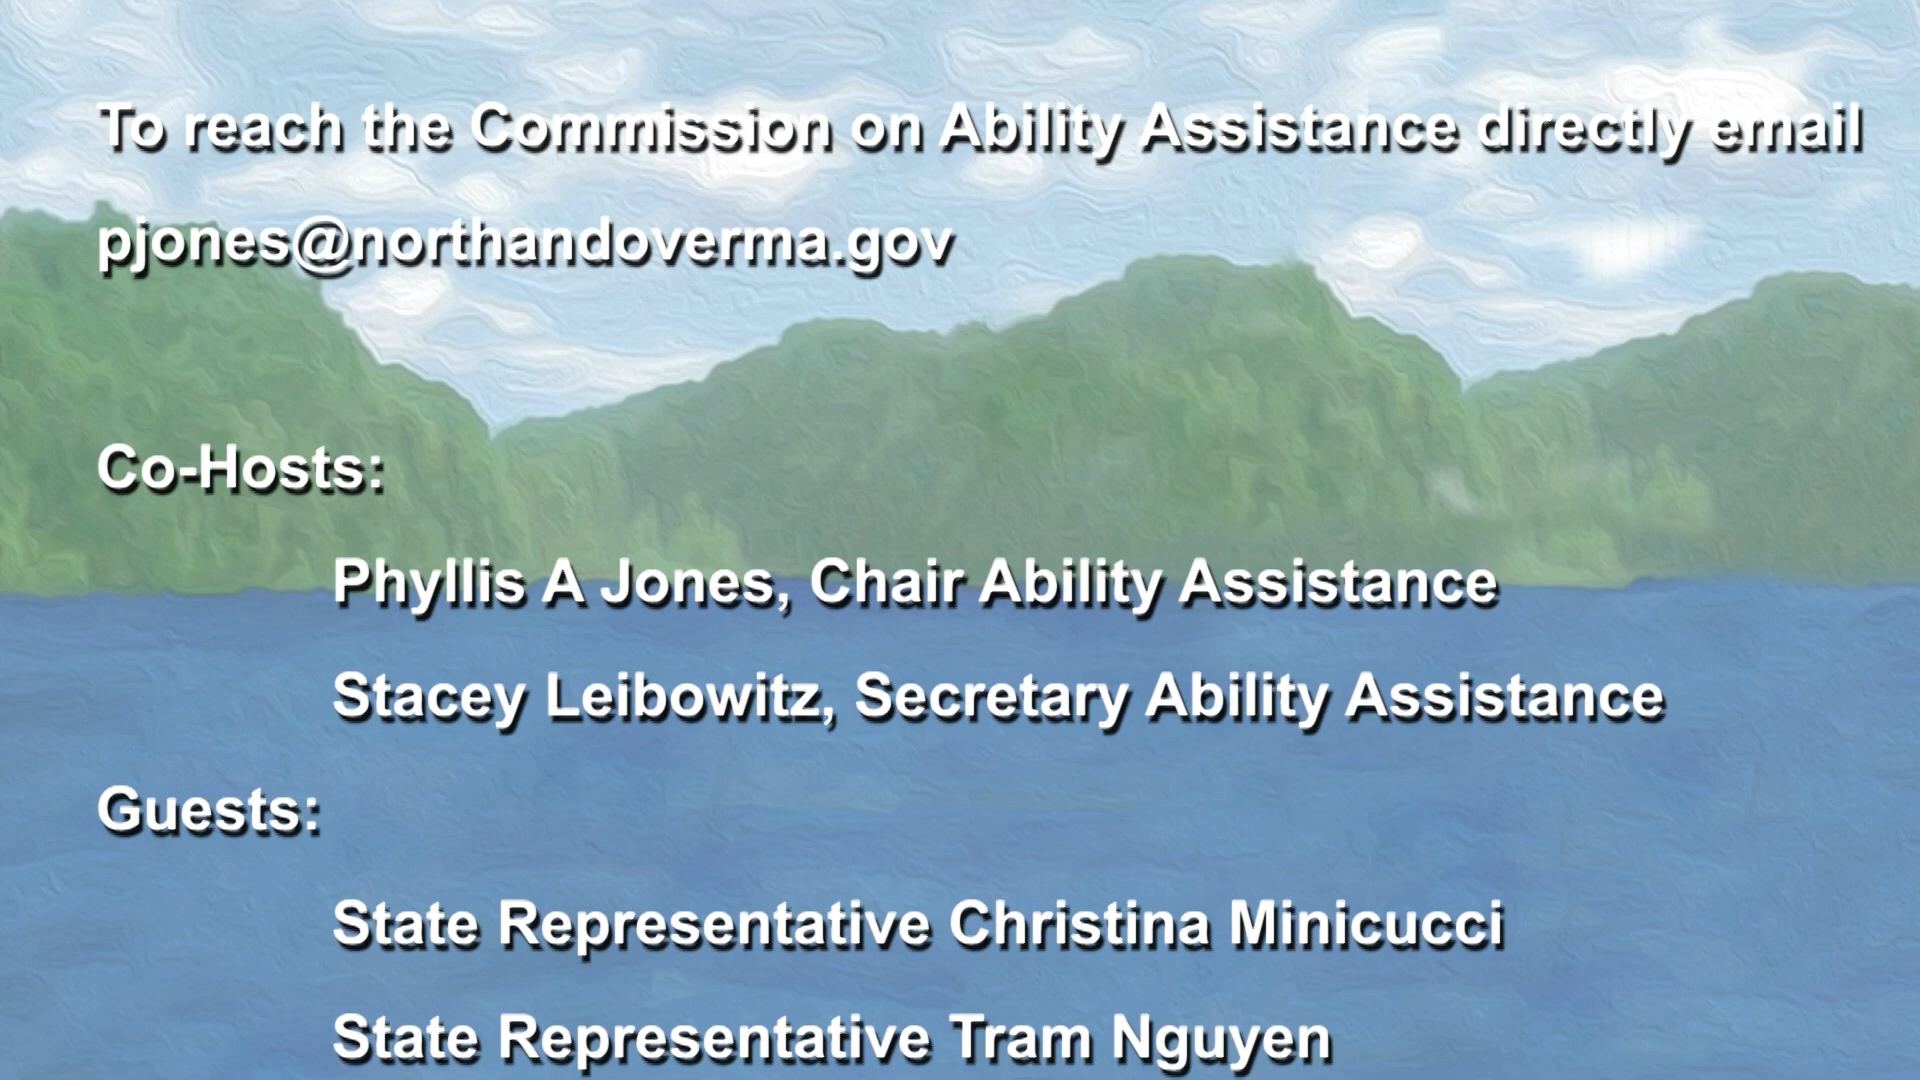 To reach the Commission on Ability Assistance directly email
pjones@northandoverma.gov
Co-Hosts:
Phyllis A Jones, Chair Ability Assistance
Stacey Leibowitz, Secretary Ability Assistance
Guests:
State Representative Christina Minicucci
State Representative Tram Nguyen